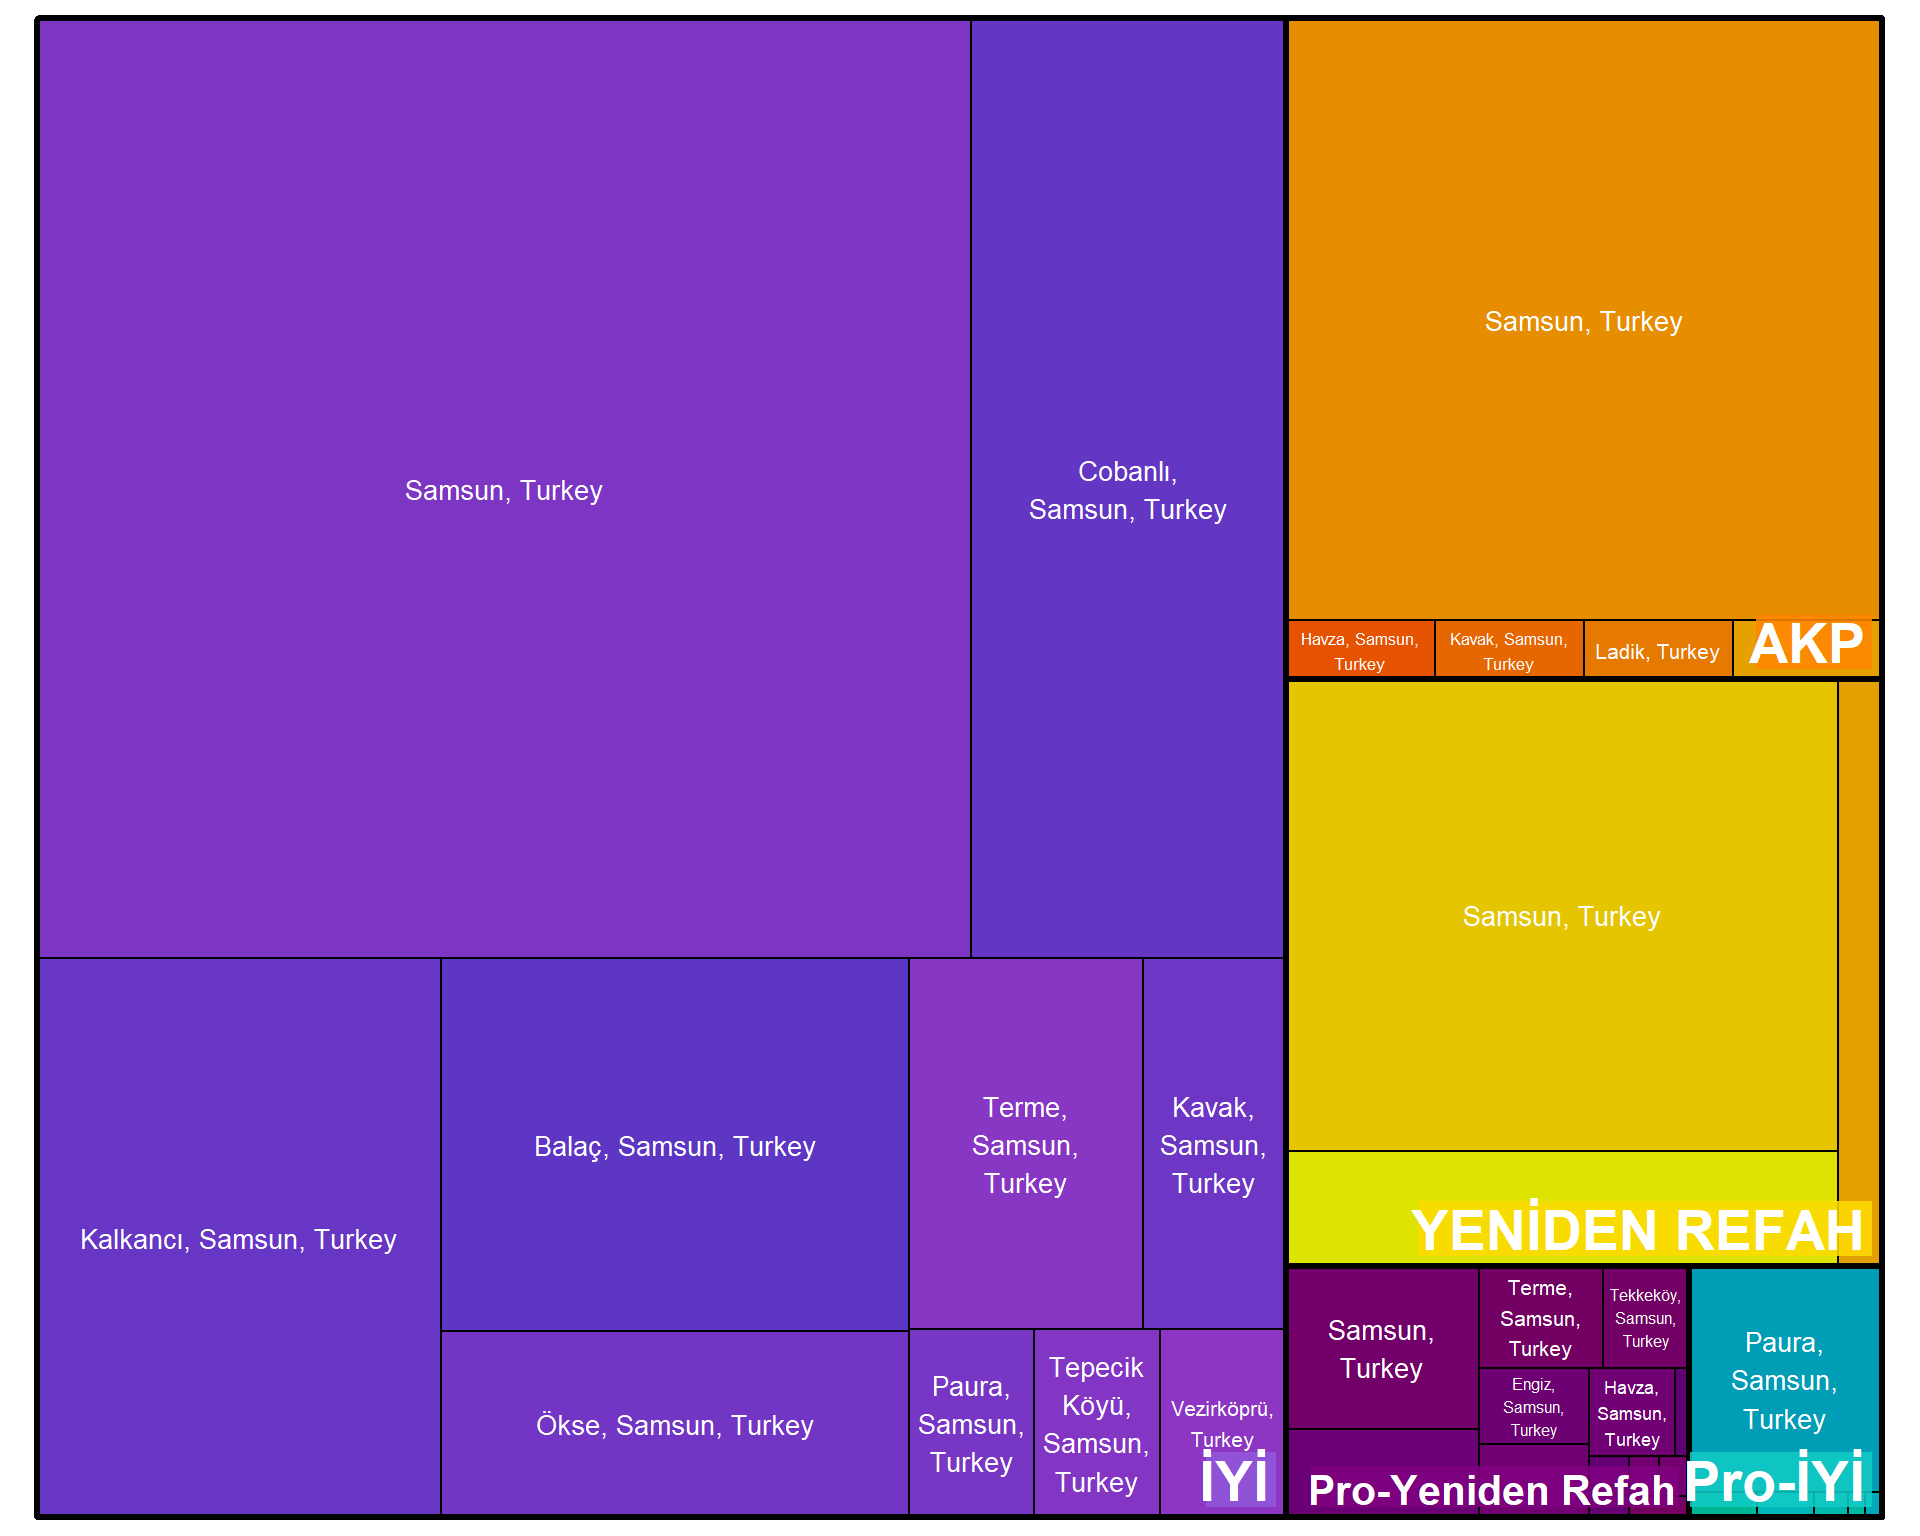 Samsun, Turkey
Cobanlı,
Samsun, Turkey
Kalkancı, Samsun, Turkey
Balaç, Samsun, Turkey
Ökse, Samsun, Turkey
Terme,
Samsun,
Turkey
Kavak,
Samsun,
Turkey
Paura,
Samsun,
Turkey
Tepecik
Köyü,
Samsun,
Turkey
Vezirköprü,
Turkey
İYİ
Samsun, Turkey
Havza, Samsun,
Turkey
Kavak, Samsun,
Turkey
Ladik, Turkey
AKP
Samsun, Turkey
YENİDEN REFAH
Samsun,
Turkey
Terme,
Samsun,
Turkey
Tekkeköy,
Samsun,
Turkey
Engiz,
Samsun,
Turkey
Havza,
Samsun,
Turkey
Pro-Yeniden Refah
Paura,
Samsun,
Turkey
Pro-İYİ